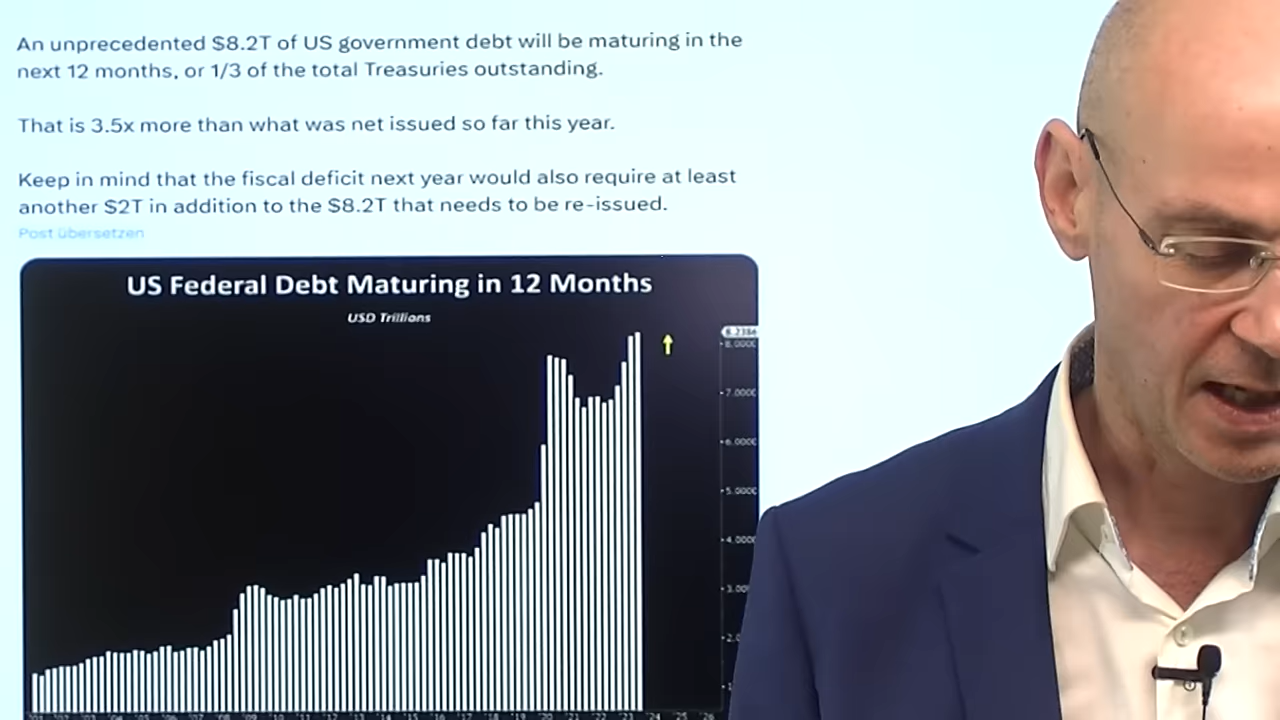 An unprecedented $8.2T of US government debt will be maturing in the
next 12 months, or 1/3 of the total Treasuries outstanding.
That is 3.5x more than what was net issued so far this year.
Keep in mind that the fiscal deficit next year would also require at least
another $2T in addition to the $8.2T that needs to be re-issued.
Post übersetzen
US Federal Debt Maturing in 12 Months
USD Trillions
8.0000
7.0000
6.0000
5.0000
4.0000
3.00
2.0
1